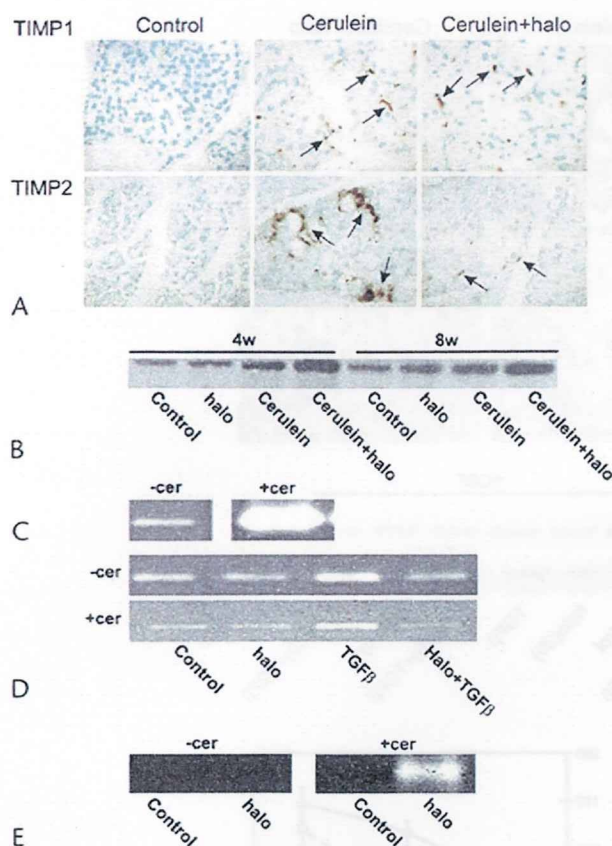 TIMP1 Control Cerulein Cerulein+halo
TIMP2
A
4w 8w
Control halo Cerulein Cerulein+halo Control halo Cerulein Cerulein+halo
B
-cer +cer
C
-cer
+cer
Control halo TGFβ Halo+TGFβ
D
-cer +cer
Control halo Control halo
E